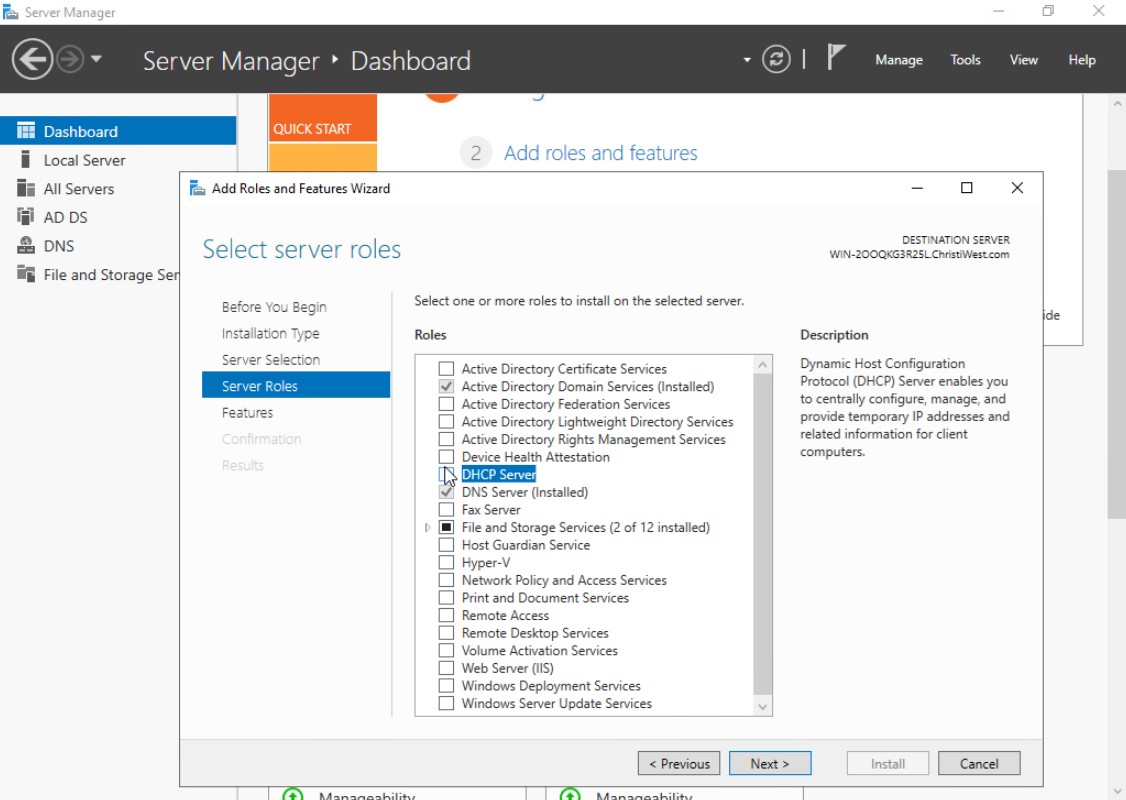 Server Manager
Server Manager ‣ Dashboard
Manage Tools View Help
Dashboard
Local Server
All Servers
AD DS
DNS
File and Storage Ser
QUICK START
2 Add roles and features
ide
Add Roles and Features Wizard
Select server roles
DESTINATION SERVER
WIN-2OOQKG3R25L.ChristiWest.com
Before You Begin
Installation Type
Server Selection
Server Roles
Features
Confirmation
Results
Select one or more roles to install on the selected server.
Roles
Active Directory Certificate Services
Active Directory Domain Services (Installed)
Active Directory Federation Services
Active Directory Lightweight Directory Services
Active Directory Rights Management Services
Device Health Attestation
DHCP Server
DNS Server (Installed)
Fax Server
File and Storage Services (2 of 12 installed)
Host Guardian Service
Hyper-V
Network Policy and Access Services
Print and Document Services
Remote Access
Remote Desktop Services
Volume Activation Services
Web Server (IIS)
Windows Deployment Services
Windows Server Update Services
Description
Dynamic Host Configuration
Protocol (DHCP) Server enables you
to centrally configure, manage, and
provide temporary IP addresses and
related information for client
computers.
< Previous Next > Install Cancel
Manageability Manageability